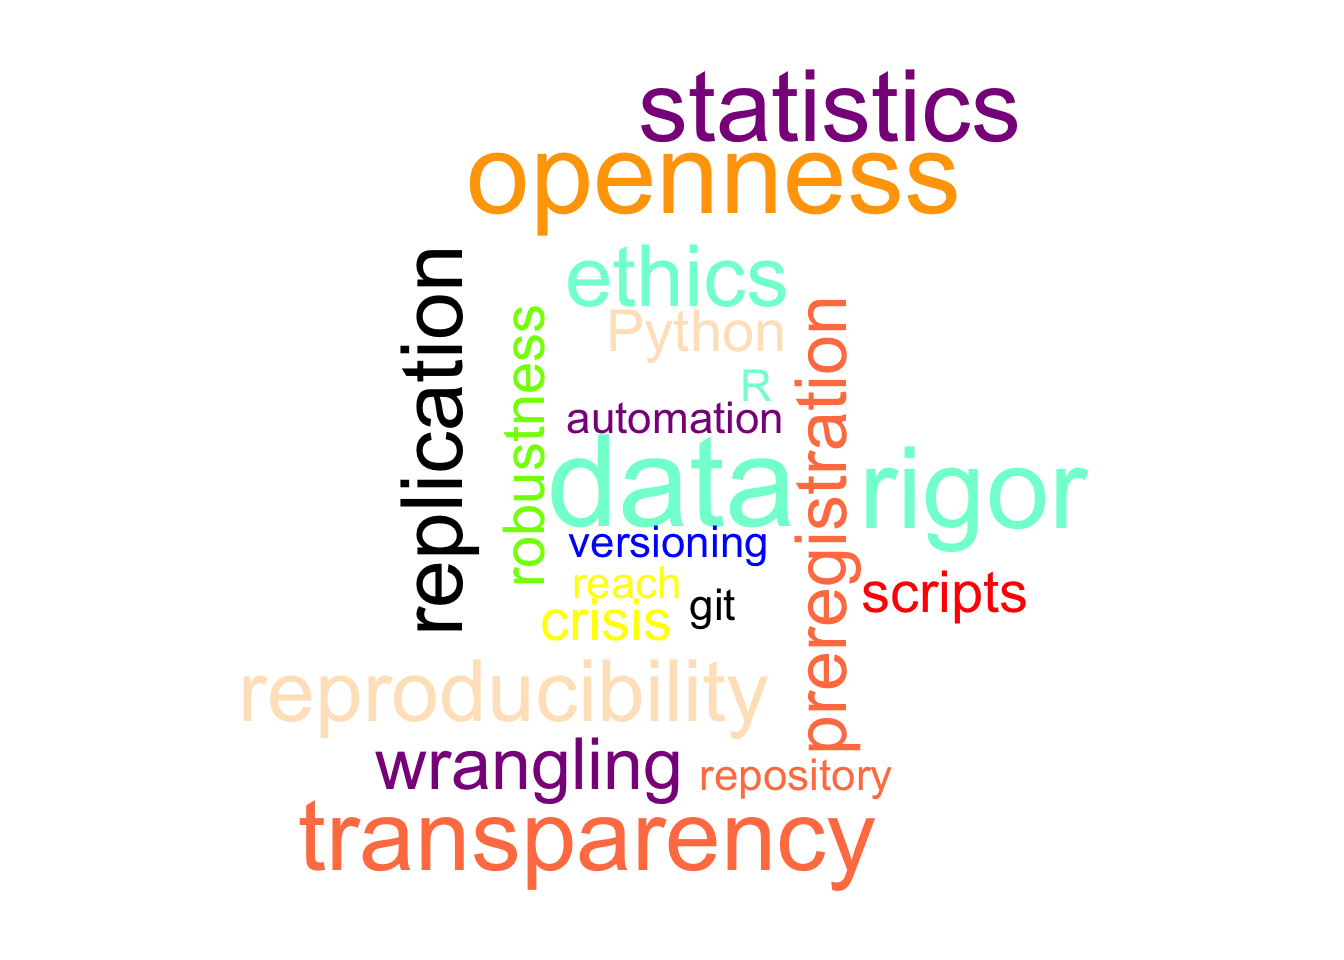 statistics
openness
replication
ethics
robustness
Python
preregistration
R
automation
data
rigor
versioning
reach
scripts
git
crisis
reproducibility
wrangling
repository
transparency